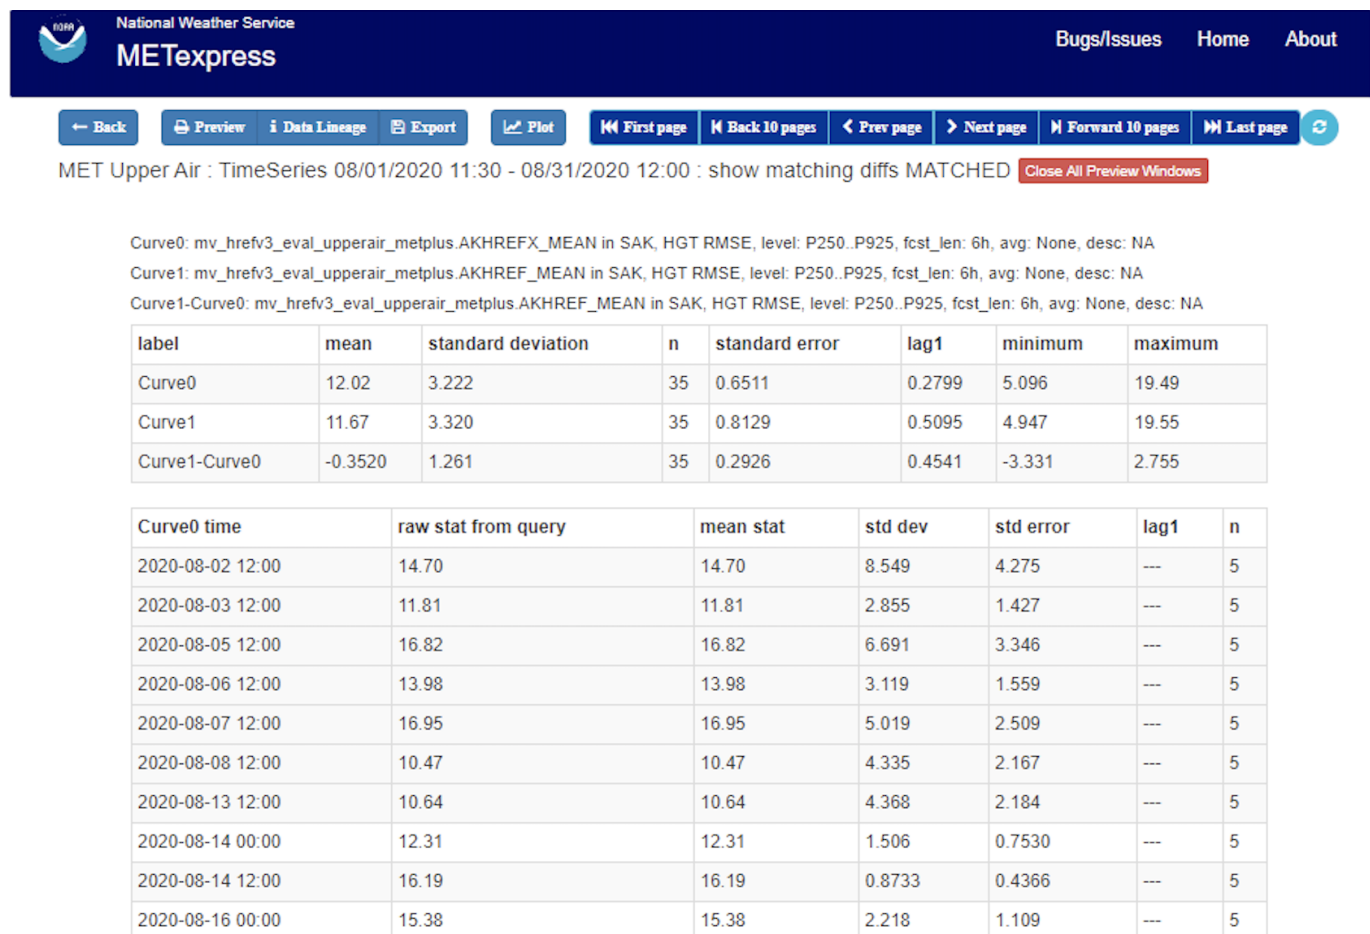 NOAA
National Weather Service
METexpress
Bugs/Issues Home About
Back Preview Data Lineage Export Plot First page Back 10 pages Prev page Next page Forward 10 pages Last page
MET Upper Air : TimeSeries 08/01/2020 11:30 - 08/31/2020 12:00 : show matching diffs MATCHED Close All Preview Windows
Curve0: mv_hrefv3_eval_upperair_metplus.AKHREFX_MEAN in SAK, HGT RMSE, level: P250..P925, fcst_len: 6h, avg: None, desc: NA
Curve1: mv_hrefv3_eval_upperair_metplus.AKHREF_MEAN in SAK, HGT RMSE, level: P250..P925, fcst_len: 6h, avg: None, desc: NA
Curve1-Curve0: mv_hrefv3_eval_upperair_metplus.AKHREF_MEAN in SAK, HGT RMSE, level: P250..P925, fcst_len: 6h, avg: None, desc: NA
label mean standard deviation n standard error lag1 minimum maximum
Curve0 12.02 3.222 35 0.6511 0.2799 5.096 19.49
Curve1 11.67 3.320 35 0.8129 0.5095 4.947 19.55
Curve1-Curve0 -0.3520 1.261 35 0.2926 0.4541 -3.331 2.755
Curve0 time raw stat from query mean stat std dev std error lag1 n
2020-08-02 12:00 14.70 14.70 8.549 4.275 --- 5
2020-08-03 12:00 11.81 11.81 2.855 1.427 --- 5
2020-08-05 12:00 16.82 16.82 6.691 3.346 --- 5
2020-08-06 12:00 13.98 13.98 3.119 1.559 --- 5
2020-08-07 12:00 16.95 16.95 5.019 2.509 --- 5
2020-08-08 12:00 10.47 10.47 4.335 2.167 --- 5
2020-08-13 12:00 10.64 10.64 4.368 2.184 --- 5
2020-08-14 00:00 12.31 12.31 1.506 0.7530 --- 5
2020-08-14 12:00 16.19 16.19 0.8733 0.4366 --- 5
2020-08-16 00:00 15.38 15.38 2.218 1.109 --- 5